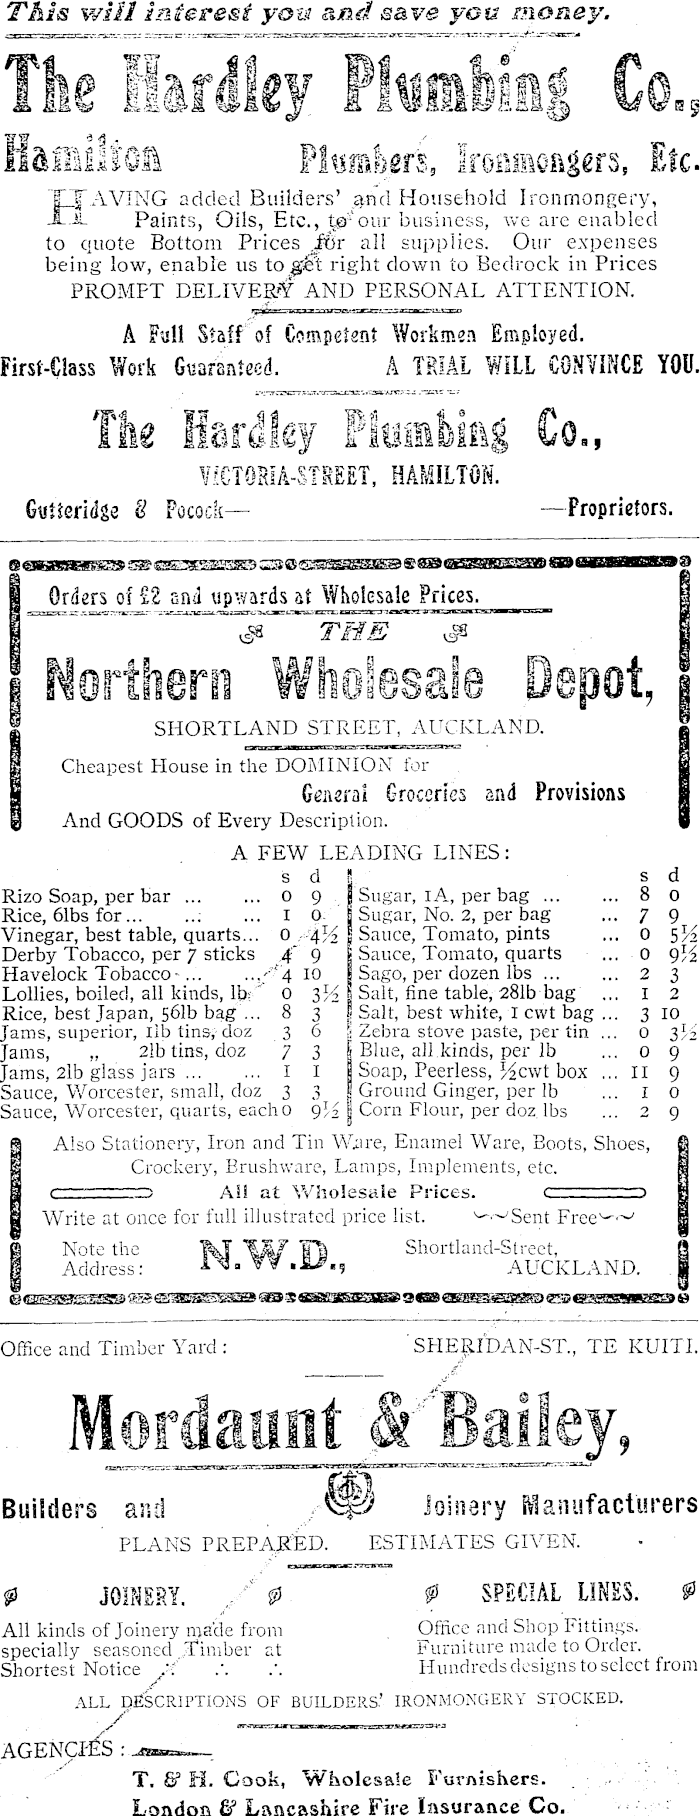 This will interest you and save you money.
The Hardley Plumbing Co.,
Hamilton Plumbers, Ironmongers, Etc.
HAVING added Builders' and Household Ironmongery,
Paints, Oils, Etc., to our business, we are enabled
to quote Bottom Prices for all supplies. Our expenses
being low, enable us to get right down to Bedrock in Prices
PROMPT DELIVERY AND PERSONAL ATTENTION.
A Full Staff of Competent Workmen Employed.
First-Class Work Guaranteed. A TRIAL WILL CONVINCE YOU.
The Hardley Plumbing Co.,
VICTORIA-STREET, HAMILTON.
Gutteridge & Pocock— —Proprietors.
Orders of £2 and upwards at Wholesale Prices.
THE
Northern Wholesale Depot,
SHORTLAND STREET, AUCKLAND.
Cheapest House in the DOMINION for
General Groceries and Provisions
And GOODS of Every Description.
A FEW LEADING LINES:
s d
Rizo Soap, per bar ... ... 0 9
Rice, 6lbs for ... ... ... 1 0
Vinegar, best table, quarts... 0 4½
Derby Tobacco, per 7 sticks 4 9
Havelock Tobacco ... ... 4 10
Lollies, boiled, all kinds, lb 0 3½
Rice, best Japan, 56lb bag ... 8 3
Jams, superior, 1lb tins, doz 3 6
Jams, „ 2lb tins, doz 7 3
Jams, 2lb glass jars ... ... 1 1
Sauce, Worcester, small, doz 3 3
Sauce, Worcester, quarts, each 0 9½
s d
Sugar, 1A, per bag ... ... 8 0
Sugar, No. 2, per bag ... 7 9
Sauce, Tomato, pints ... 0 5½
Sauce, Tomato, quarts ... 0 9½
Sago, per dozen lbs ... ... 2 3
Salt, fine table, 28lb bag ... 1 2
Salt, best white, 1 cwt bag ... 3 10
Zebra stove paste, per tin ... 0 3½
Blue, all kinds, per lb ... 0 9
Soap, Peerless, ½cwt box ... 11 9
Ground Ginger, per lb ... 1 0
Corn Flour, per doz lbs ... 2 9
Also Stationery, Iron and Tin Ware, Enamel Ware, Boots, Shoes,
Crockery, Brushware, Lamps, Implements, etc.
All at Wholesale Prices.
Write at once for full illustrated price list. Sent Free
Note the Address: N.W.D., Shortland-Street,
AUCKLAND.
Office and Timber Yard: SHERIDAN-ST., TE KUITI.
Mordaunt & Bailey,
Builders and Joinery Manufacturers
PLANS PREPARED. ESTIMATES GIVEN.
JOINERY.
All kinds of Joinery made from
specially seasoned Timber at
Shortest Notice
SPECIAL LINES.
Office and Shop Fittings.
Furniture made to Order.
Hundreds designs to select from
ALL DESCRIPTIONS OF BUILDERS' IRONMONGERY STOCKED.
AGENCIES:
T. & H. Cook, Wholesale Furnishers.
London & Lancashire Fire Insurance Co.